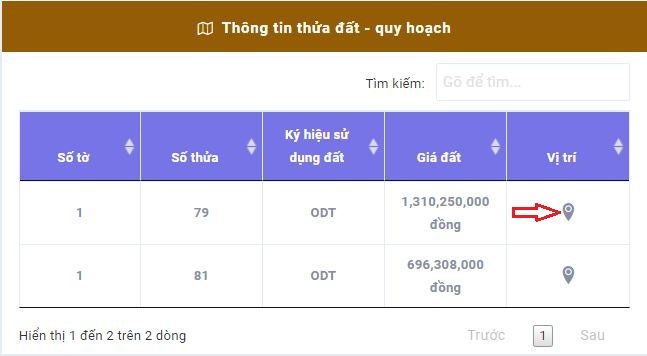 Thông tin thửa đất - quy hoạch
Tìm kiếm: Gõ để tìm...
Số tờ Số thửa Ký hiệu sử dụng đất Giá đất Vị trí
1 79 ODT 1,310,250,000 đồng
1 81 ODT 696,308,000 đồng
Hiển thị 1 đến 2 trên 2 dòng Trước 1 Sau